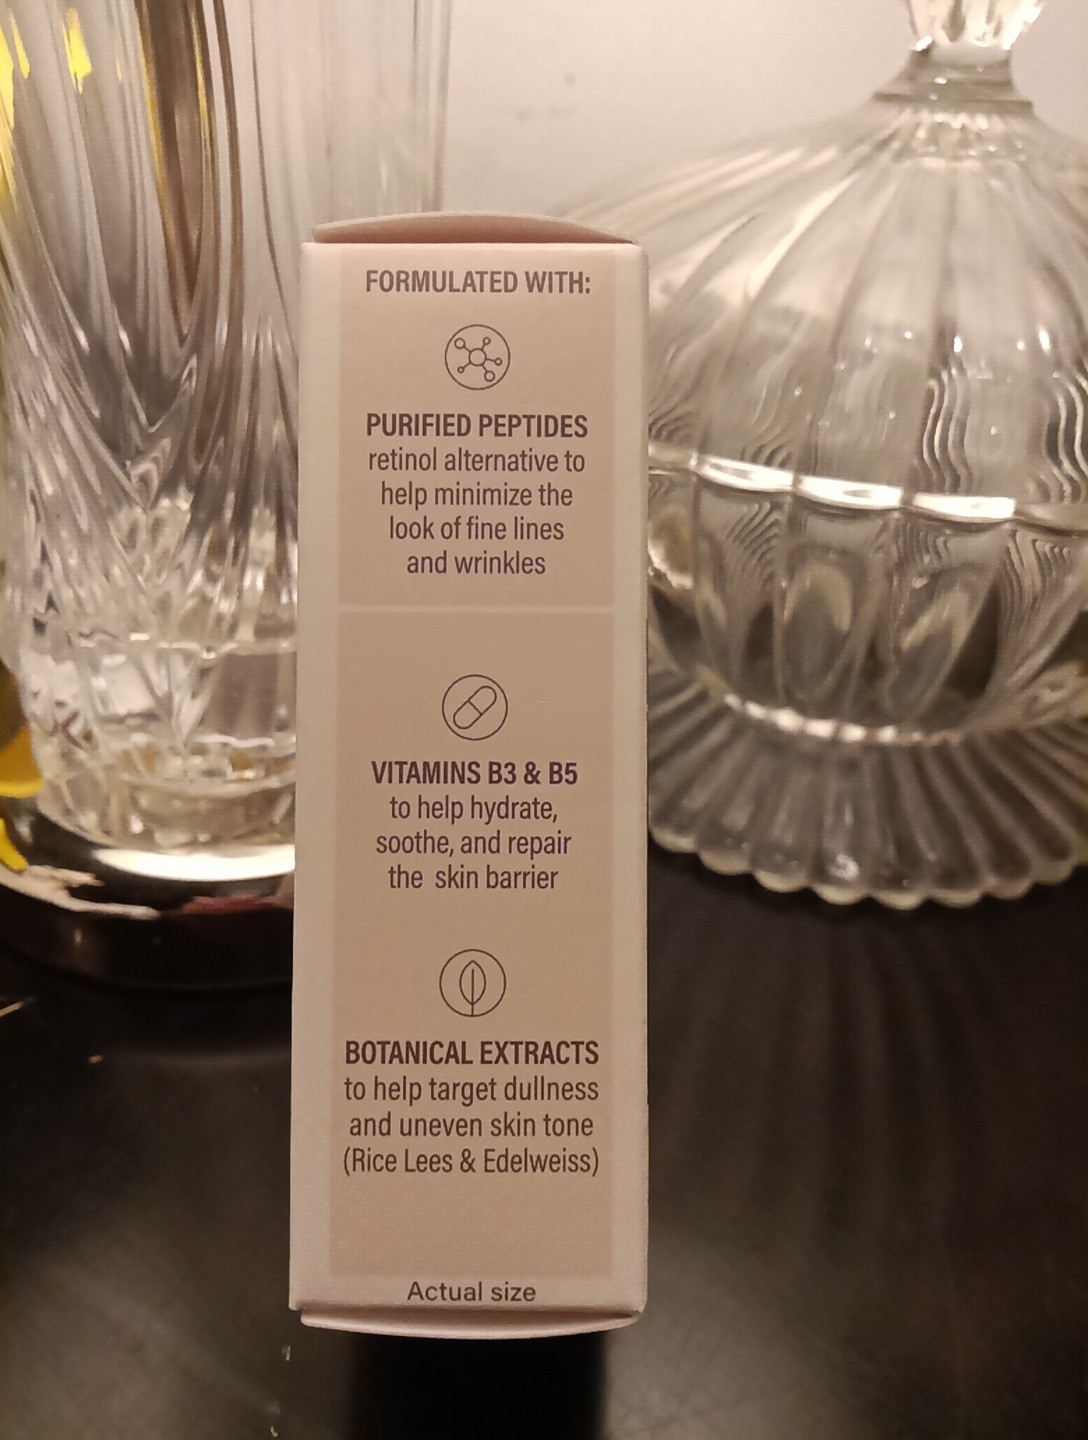 FORMULATED WITH:
PURIFIED PEPTIDES
retinol alternative to
help minimize the
look of fine lines
and wrinkles
VITAMINS B3 & B5
to help hydrate,
soothe, and repair
the skin barrier
BOTANICAL EXTRACTS
to help target dullness
and uneven skin tone
(Rice Lees & Edelweiss)
Actual size